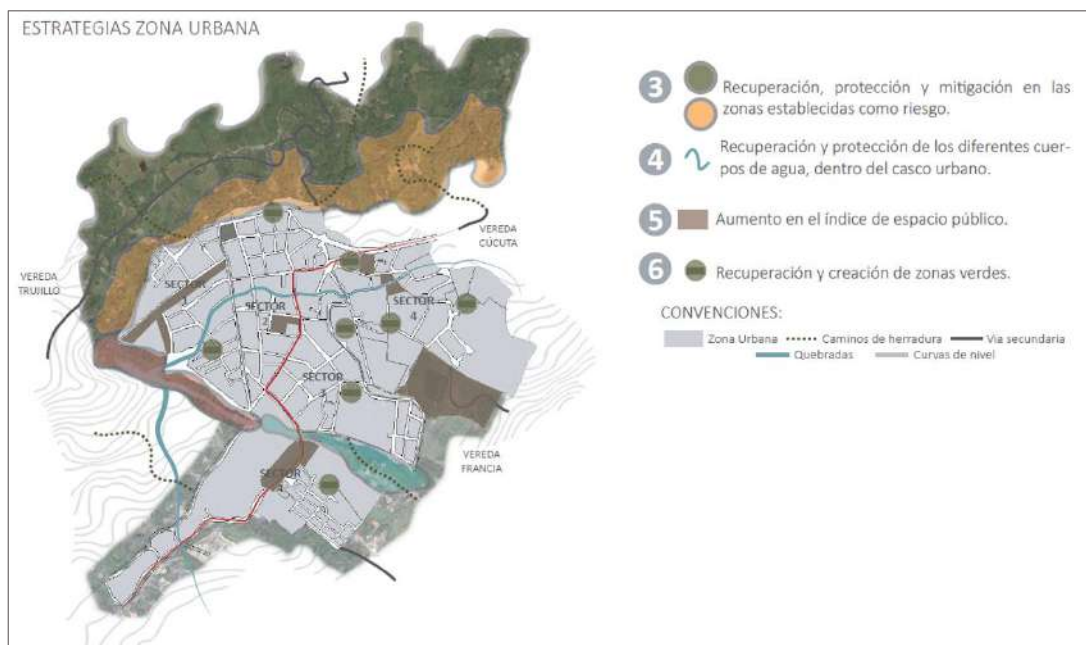 ESTRATEGIAS ZONA URBANA
3 Recuperación, protección y mitigación en las
zonas establecidas como riesgo.
4 Recuperación y protección de los diferentes cuer-
pos de agua, dentro del casco urbano.
5 Aumento en el índice de espacio público.
6 Recuperación y creación de zonas verdes.
CONVENCIONES:
Zona Urbana Caminos de herradura Via secundaria
Quebradas Curvas de nivel
VEREDA
CÚCUTA
VEREDA
TRUJILLO
SECTOR
SECTOR
2
SECTOR
4
SECTOR
VEREDA
FRANCIA
SECTOR